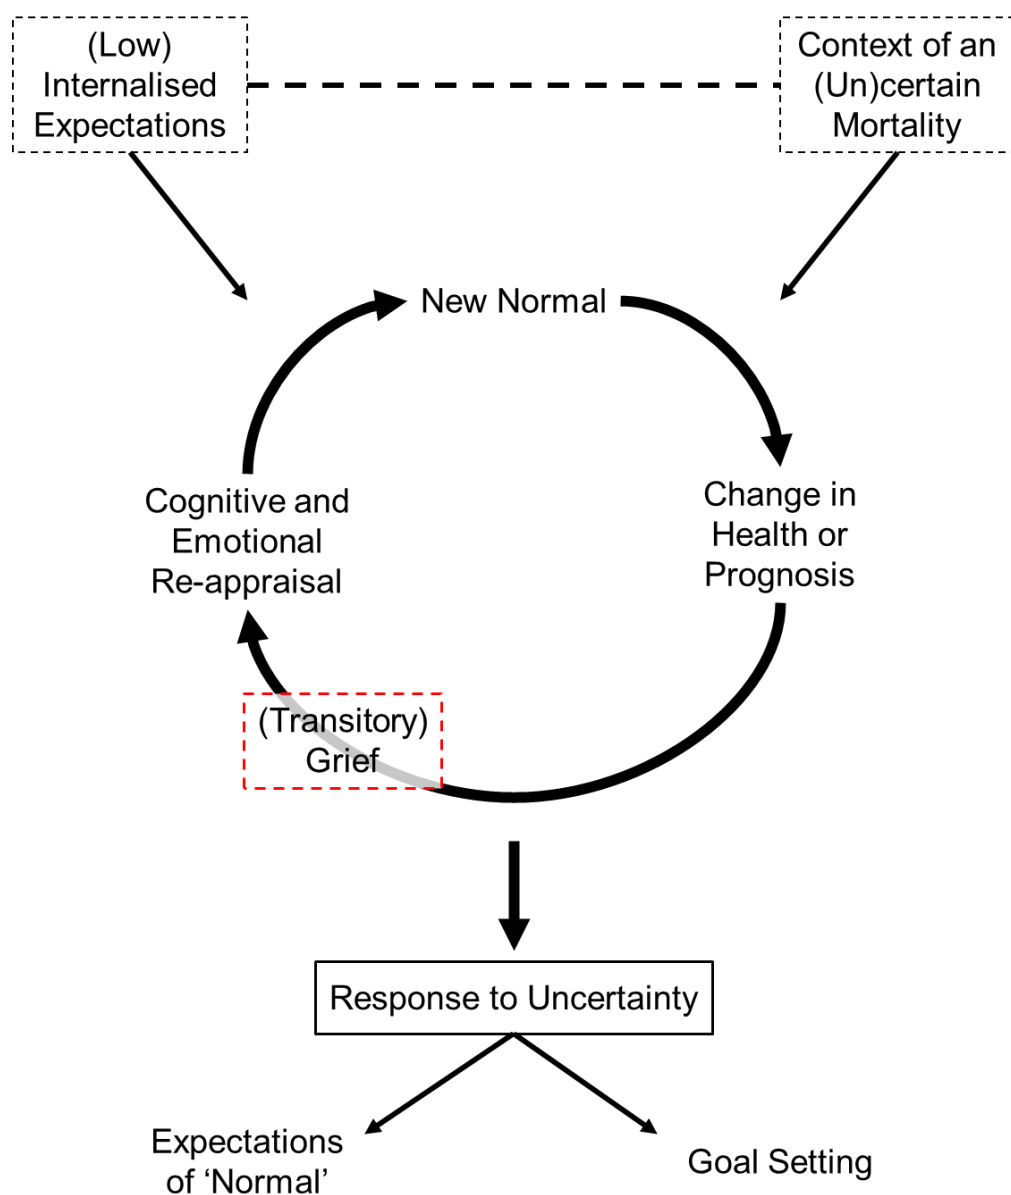 (Low)
Internalised
Expectations
Context of an
(Un)certain
Mortality
New Normal
Cognitive and
Emotional
Re-appraisal
Change in
Health or
Prognosis
(Transitory)
Grief
Response to Uncertainty
Expectations
of ‘Normal’
Goal Setting